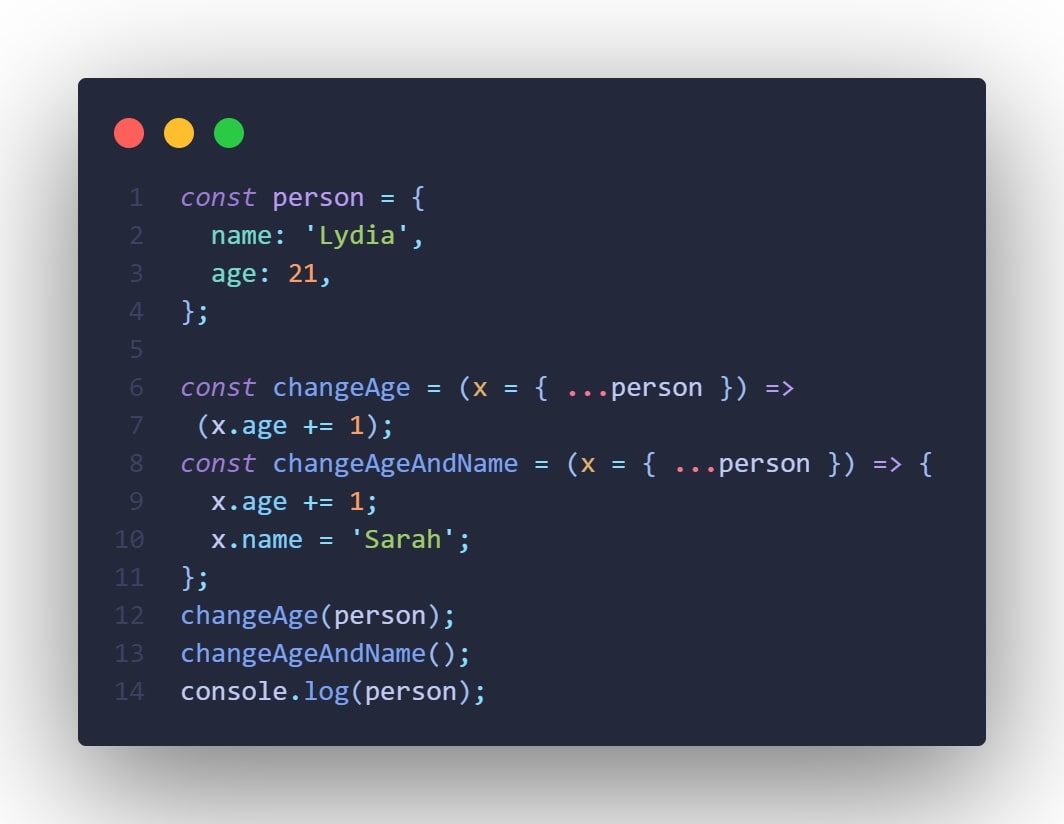 1 const person = {
2   name: 'Lydia',
3   age: 21,
4 };
5
6 const changeAge = (x = { ...person }) =>
7  (x.age += 1);
8 const changeAgeAndName = (x = { ...person }) => {
9   x.age += 1;
10   x.name = 'Sarah';
11 };
12 changeAge(person);
13 changeAgeAndName();
14 console.log(person);